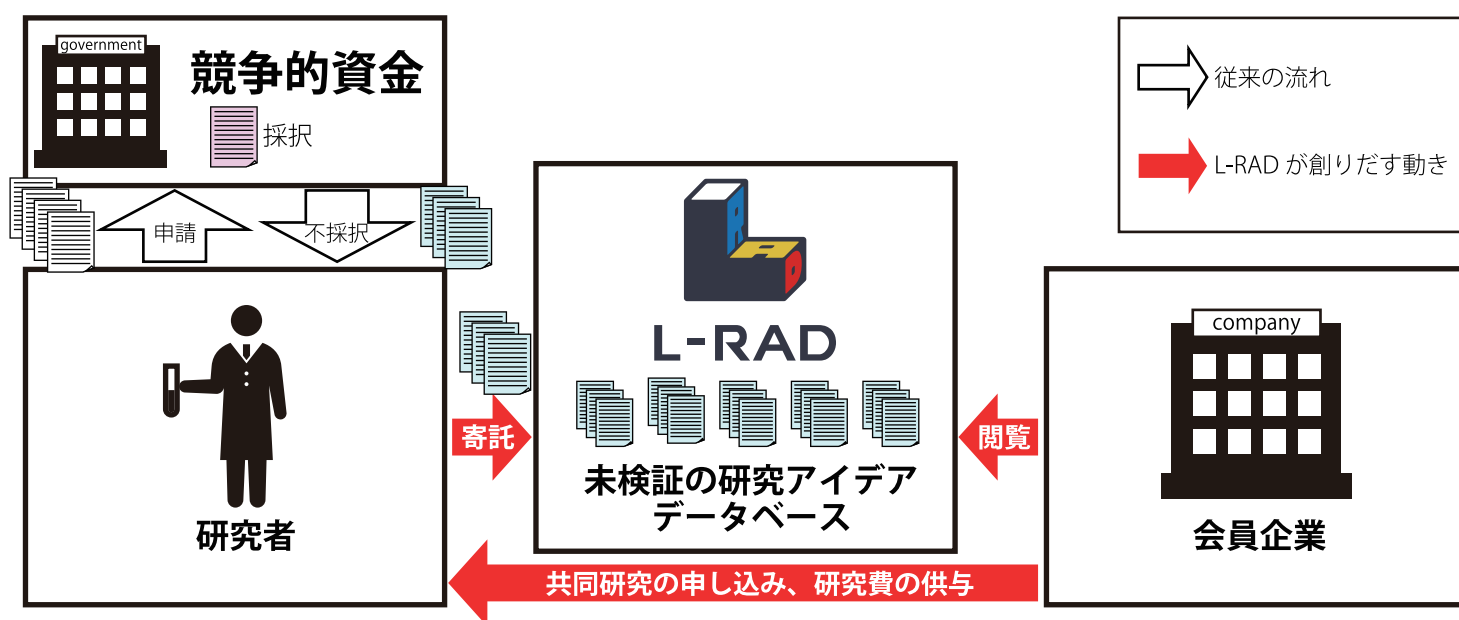 government
競争的資金
採択
申請
不採択
研究者
寄託
RAD
L-RAD
未検証の研究アイデア
データベース
閲覧
company
会員企業
共同研究の申し込み、研究費の供与
従来の流れ
L-RAD が創りだす動き